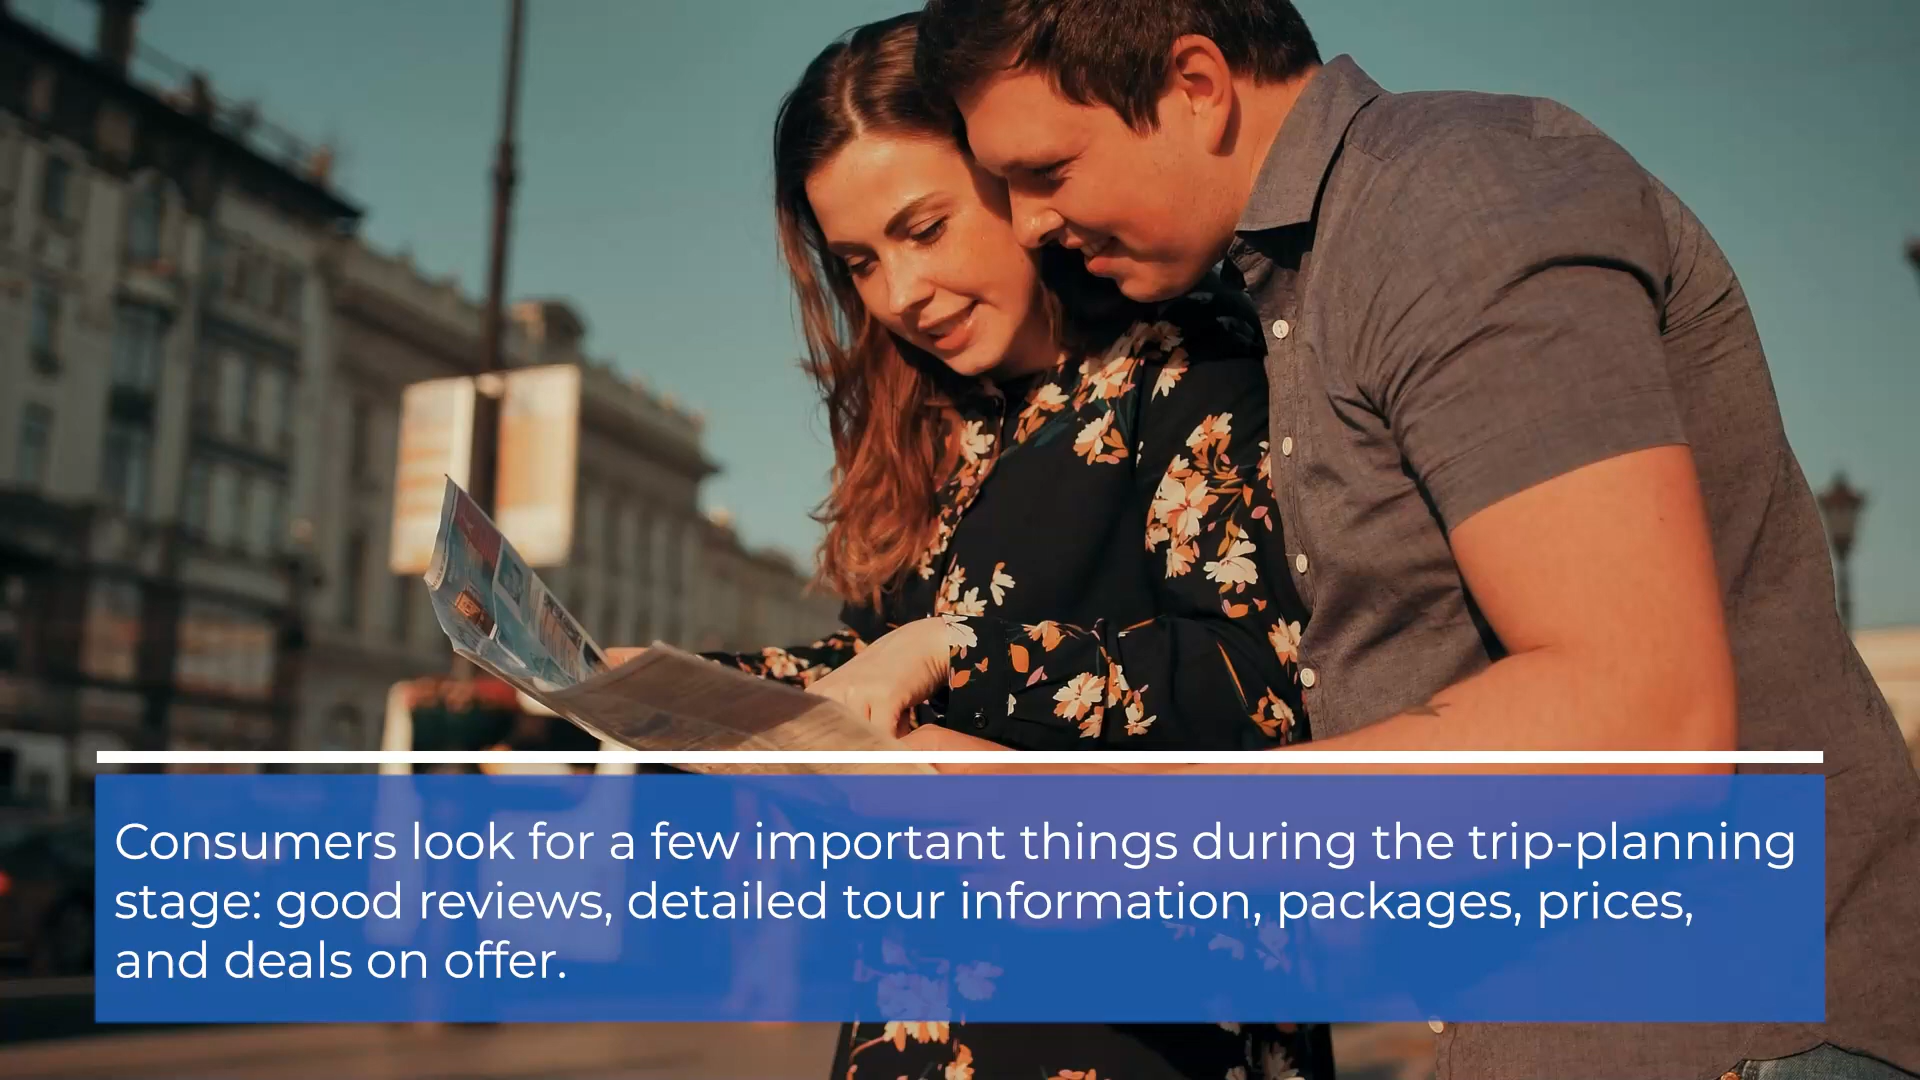 Consumers look for a few important things during the trip-planning
stage: good reviews, detailed tour information, packages, prices,
and deals on offer.